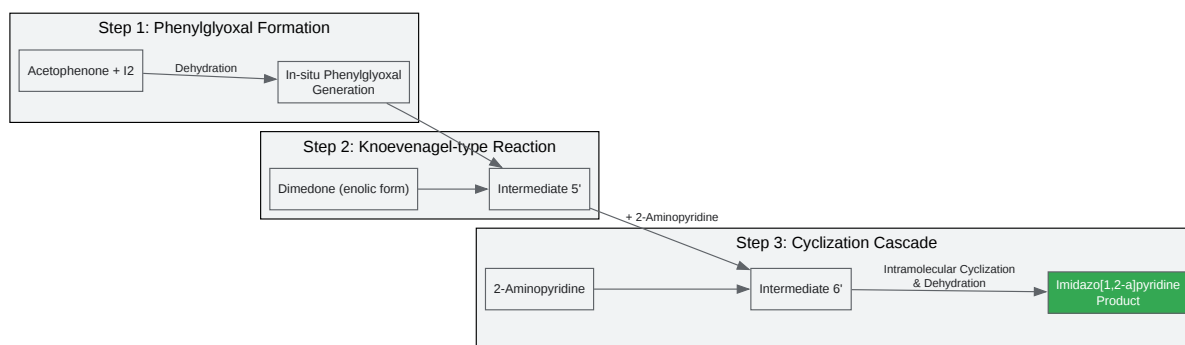 Step 1: Phenylglyoxal Formation
Acetophenone + I2
Dehydration
In-situ Phenylglyoxal
Generation
Step 2: Knoevenagel-type Reaction
Dimedone (enolic form)
Intermediate 5'
+ 2-Aminopyridine
Step 3: Cyclization Cascade
2-Aminopyridine
Intermediate 6'
Intramolecular Cyclization
& Dehydration
Imidazo[1,2-a]pyridine
Product